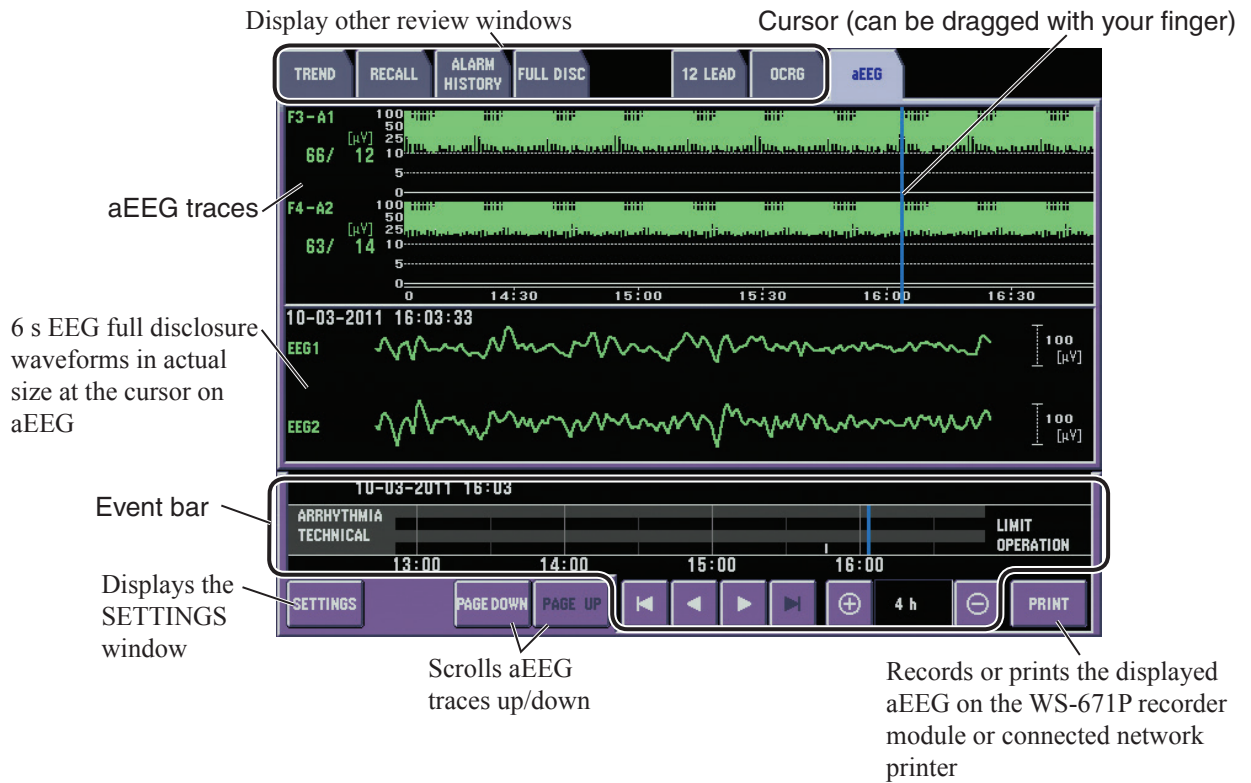 Display other review windows
Cursor (can be dragged with your finger)
TREND
RECALL
ALARM
HISTORY
FULL DISC
12 LEAD
OCRG
aEEG
F3-A1
[µV]
66/ 12
100
50
25
10
5
0
aEEG traces
F4-A2
[µV]
63/ 14
100
50
25
10
5
0
0 14:30 15:00 15:30 16:00 16:30
10-03-2011 16:03:33
6 s EEG full disclosure
waveforms in actual
size at the cursor on
aEEG
EEG1
100
[µV]
EEG2
100
[µV]
Event bar
10-03-2011 16:03
ARRHYTHMIA
TECHNICAL
LIMIT
OPERATION
13:00 14:00 15:00 16:00
Displays the
SETTINGS
window
SETTINGS
PAGE DOWN
PAGE UP
4 h
PRINT
Scrolls aEEG
traces up/down
Records or prints the displayed
aEEG on the WS-671P recorder
module or connected network
printer